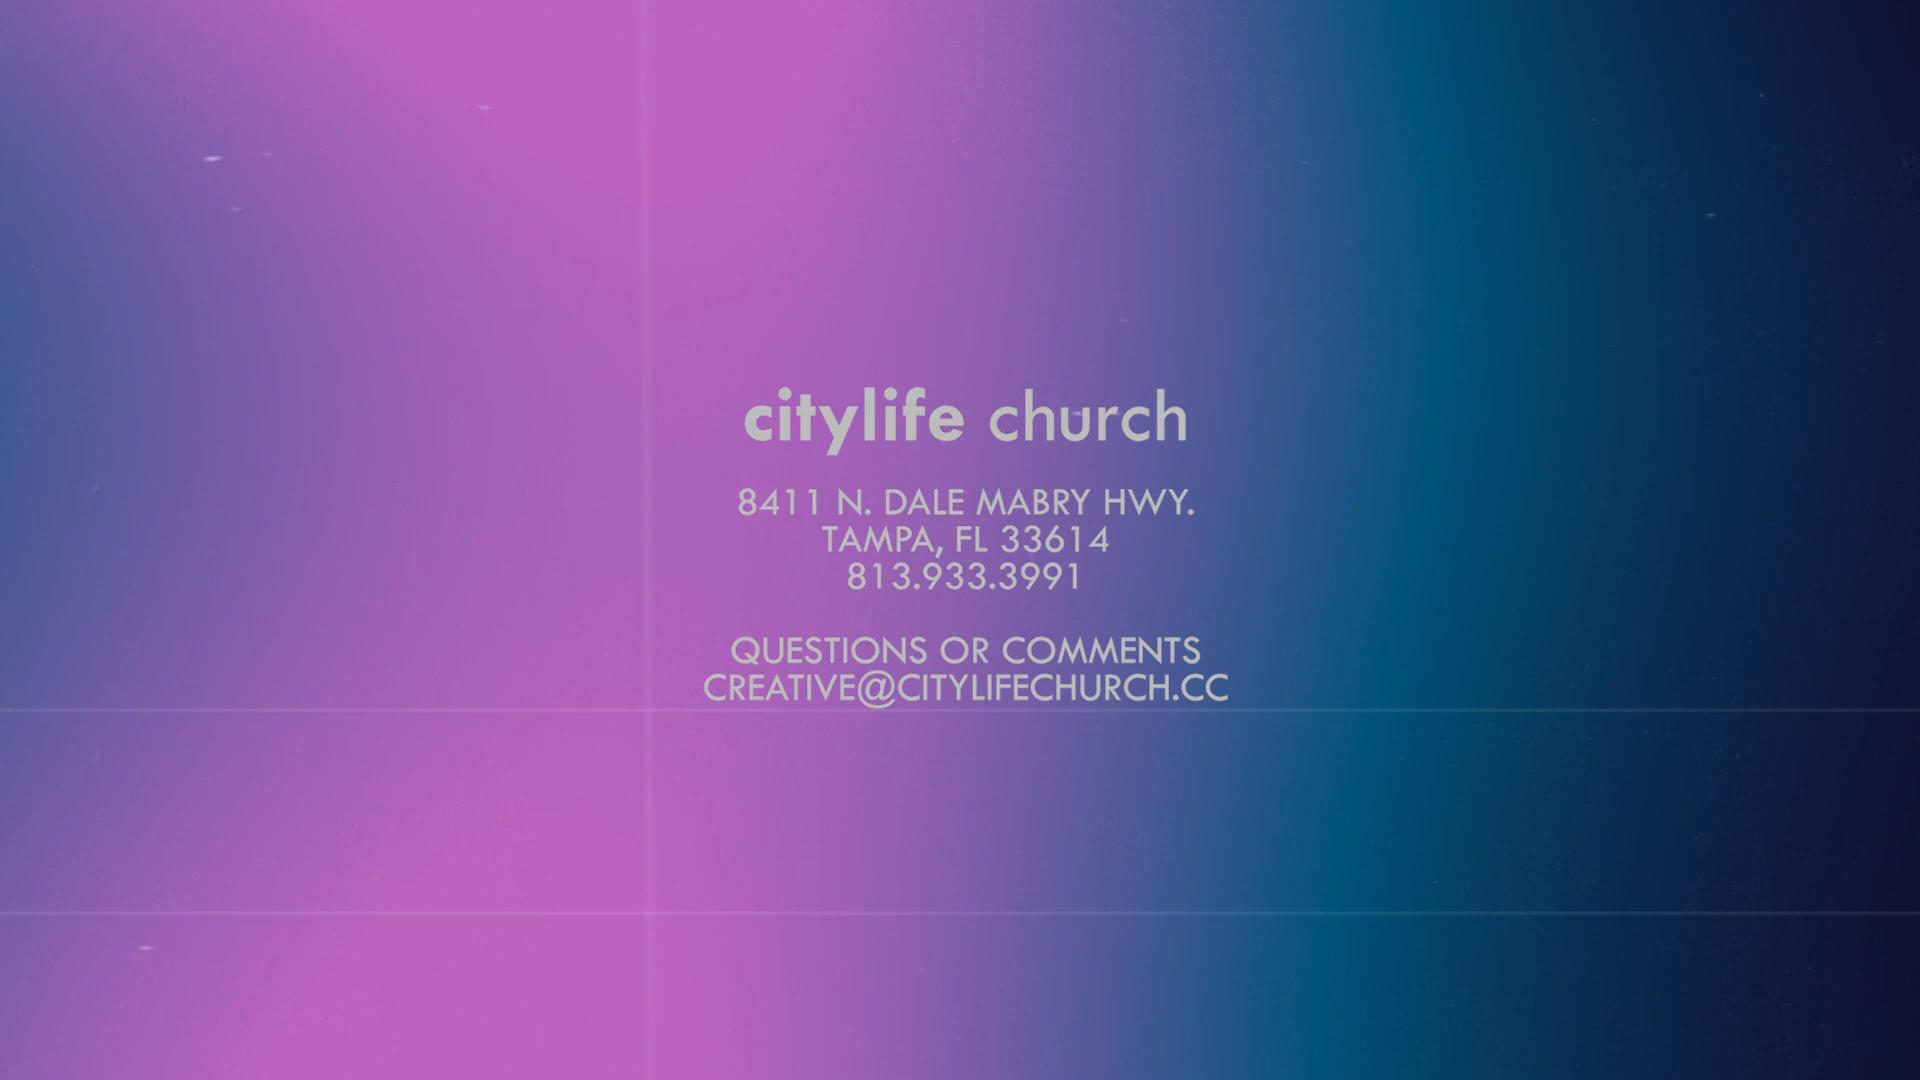 citylife church
8411 N. DALE MABRY HWY.
TAMPA, FL 33614
813.933.3991
QUESTIONS OR COMMENTS
CREATIVE@CITYLIFECHURCH.CC